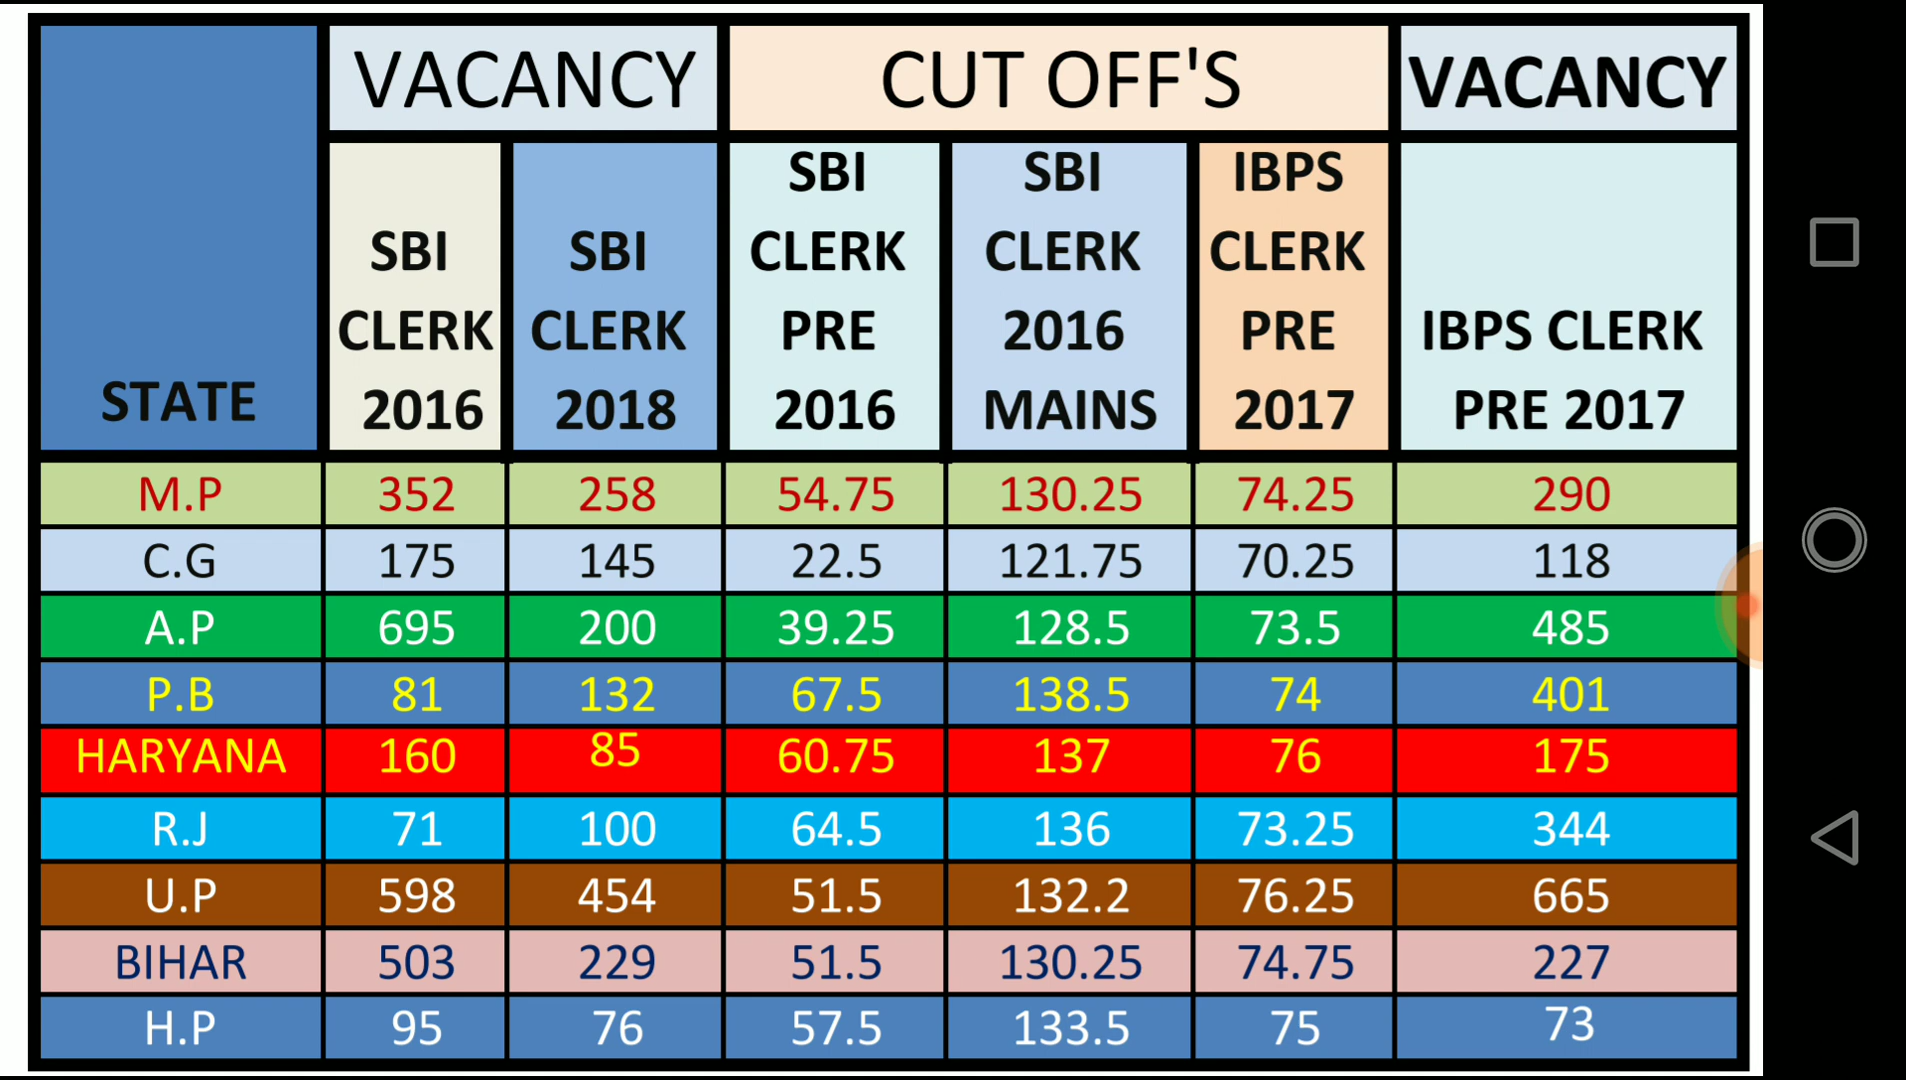 VACANCY CUT OFF'S VACANCY
STATE
SBI
CLERK
2016
SBI
CLERK
2018
SBI
CLERK
PRE
2016
SBI
CLERK
2016
MAINS
IBPS
CLERK
PRE
2017
IBPS CLERK
PRE 2017
M.P 352 258 54.75 130.25 74.25 290
C.G 175 145 22.5 121.75 70.25 118
A.P 695 200 39.25 128.5 73.5 485
P.B 81 132 67.5 138.5 74 401
HARYANA 160 85 60.75 137 76 175
R.J 71 100 64.5 136 73.25 344
U.P 598 454 51.5 132.2 76.25 665
BIHAR 503 229 51.5 130.25 74.75 227
H.P 95 76 57.5 133.5 75 73